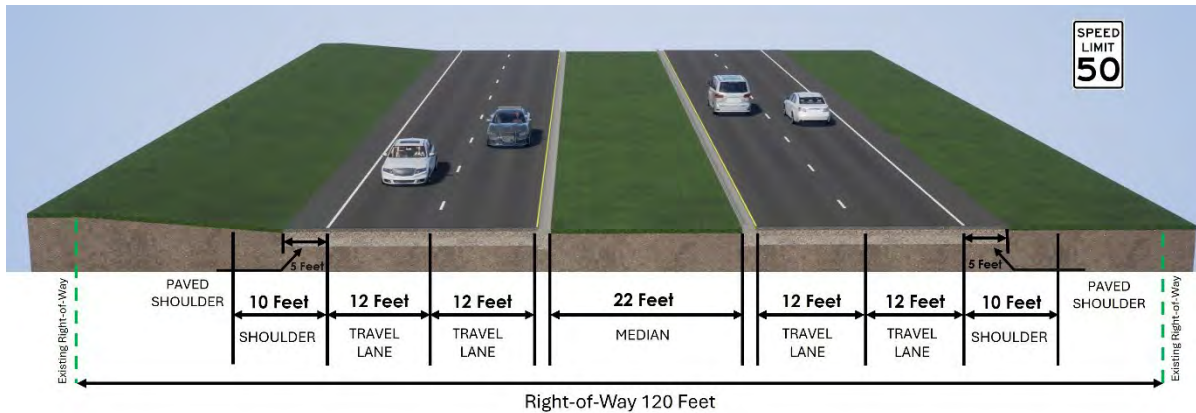 SPEED
LIMIT
50
5 Feet
5 Feet
PAVED
SHOULDER
10 Feet
SHOULDER
12 Feet
TRAVEL
LANE
12 Feet
TRAVEL
LANE
22 Feet
MEDIAN
12 Feet
TRAVEL
LANE
12 Feet
TRAVEL
LANE
10 Feet
SHOULDER
PAVED
SHOULDER
Existing Right-of-Way
Existing Right-of-Way
Right-of-Way 120 Feet